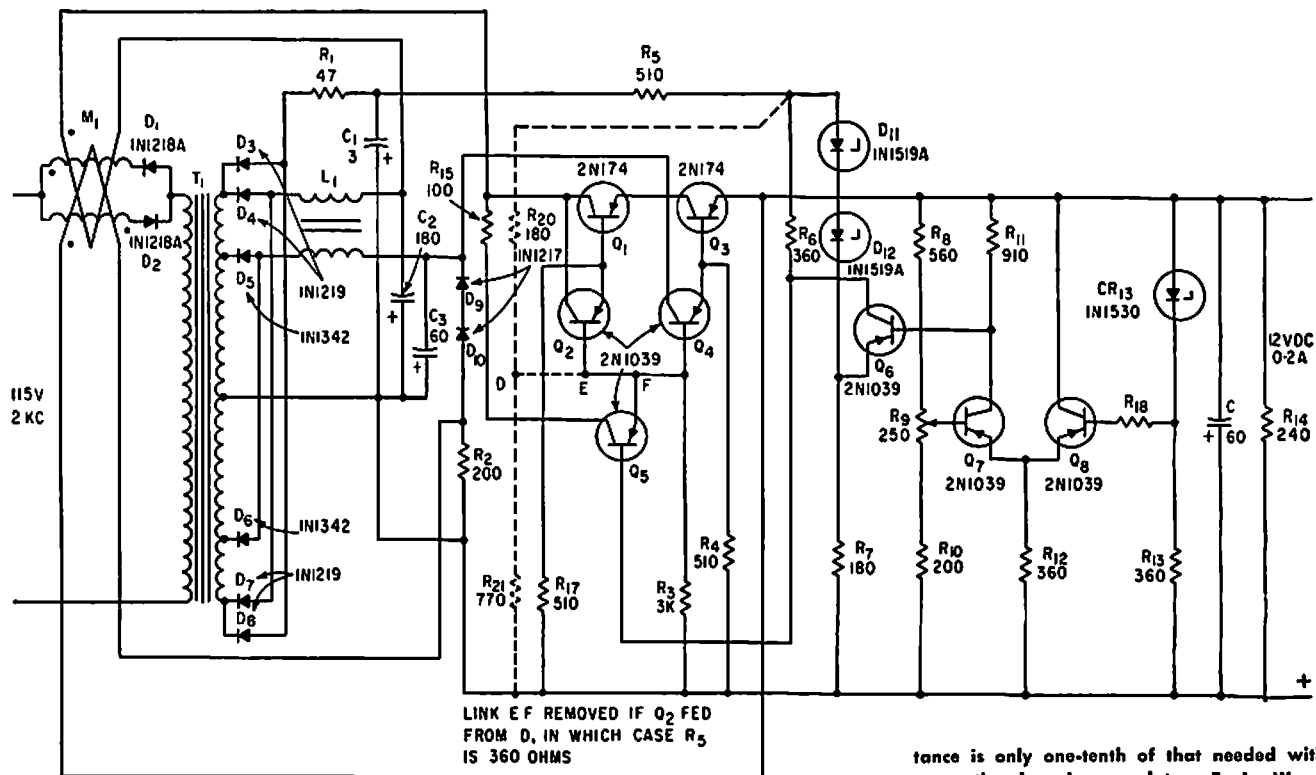 R1
47
R5
510
M1
D1
1N1218A
D3
C1
3
+
T1
L1
D4
R15
100
C2
180
R20
180
2N174
2N174
D11
1N1519A
1N1218A
D2
D5
1N1219
1N1217
Q1
Q3
R6
360
D12
1N1519A
R8
560
R11
910
CR13
1N1530
1N1342
D9
C3
60
+
+
D10
Q2
Q4
2N1039
D
E
F
Q6
2N1039
12VDC
0.2A
115V
2 KC
R2
200
Q5
R9
250
Q7
2N1039
Q8
2N1039
R18
C
60
+
R14
240
D6
1N1342
D7
1N1219
D8
R21
770
R17
510
R3
3K
R4
510
R7
180
R10
200
R12
360
R13
360
+
LINK EF REMOVED IF Q2 FED
FROM D, IN WHICH CASE R5
IS 360 OHMS
tance is only one-tenth of that needed wit